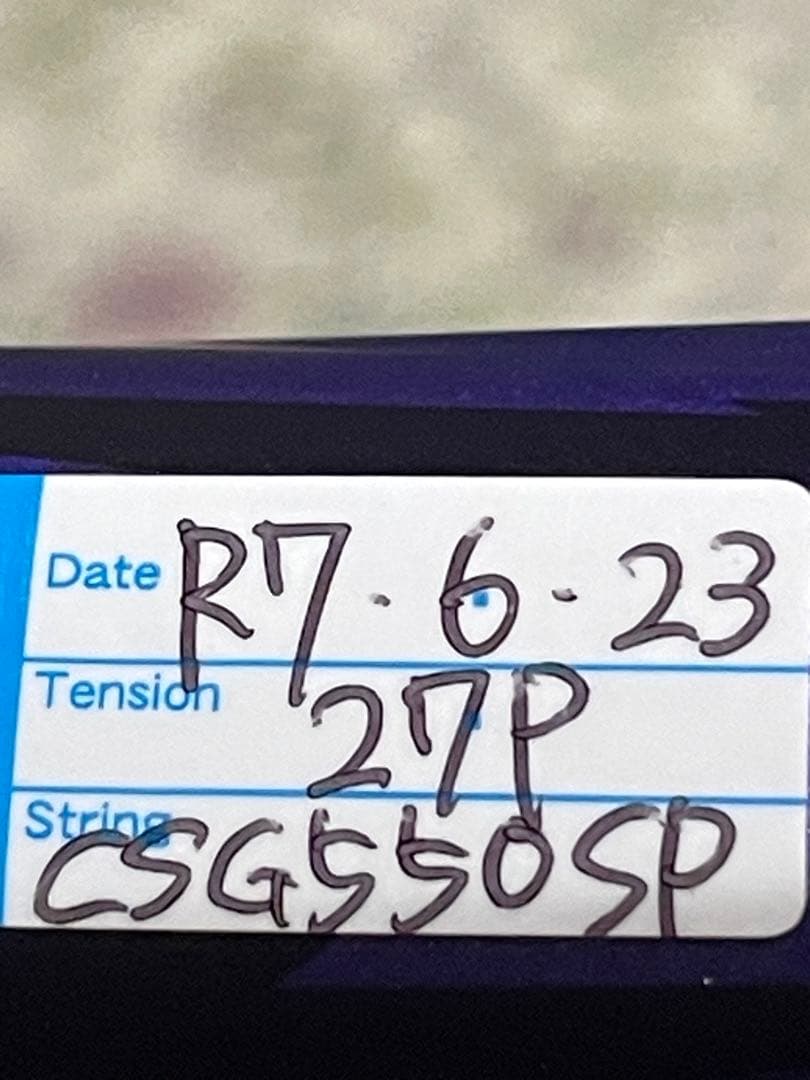 Date R7.6.23
Tension 27P
String CSG550SP